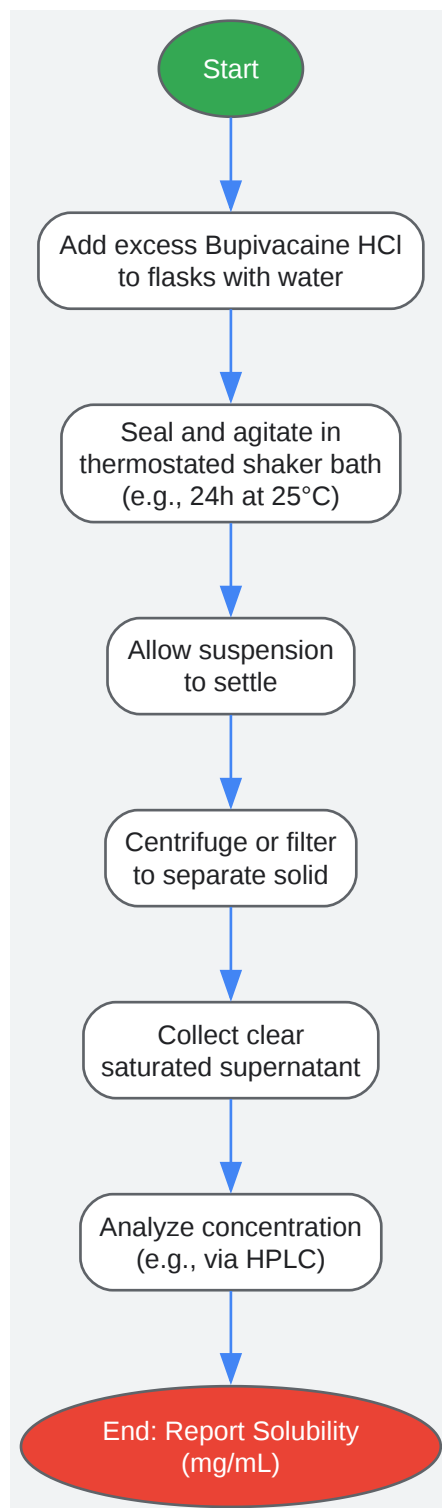 Start
Add excess Bupivacaine HCl
to flasks with water
Seal and agitate in
thermostated shaker bath
(e.g., 24h at 25°C)
Allow suspension
to settle
Centrifuge or filter
to separate solid
Collect clear
saturated supernatant
Analyze concentration
(e.g., via HPLC)
End: Report Solubility
(mg/mL)